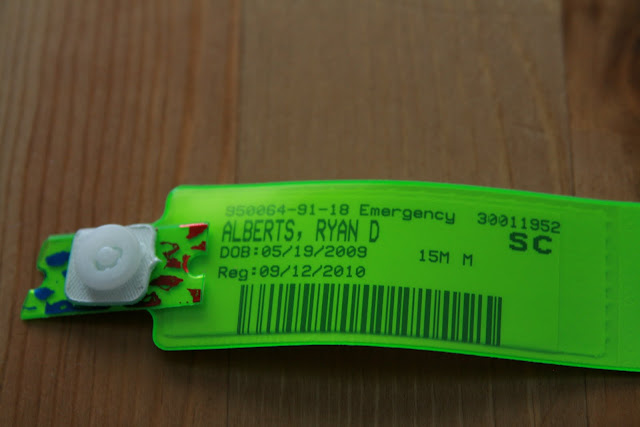 950064-91-18 Emergency 30011952
ALBERTS, RYAN D SC
DOB:05/19/2009 15M M
Reg:09/12/2010